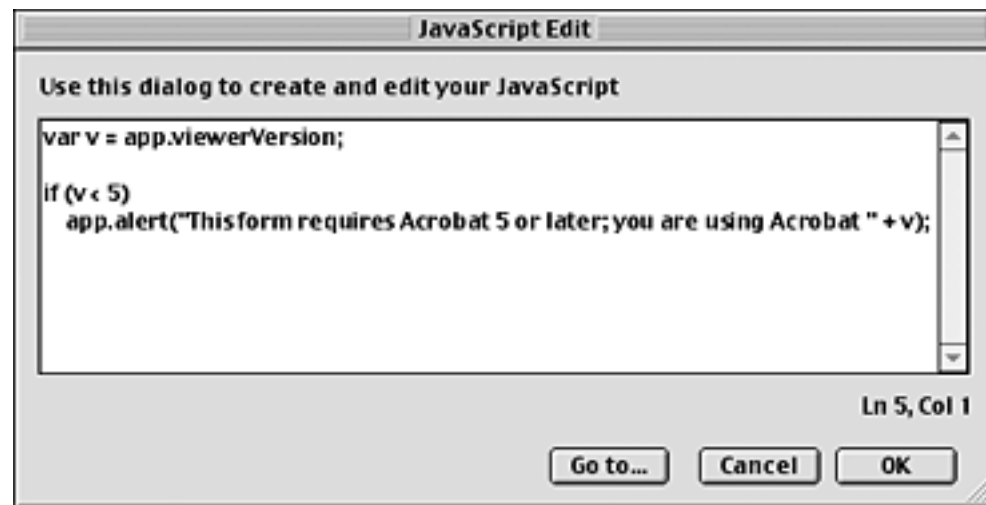 JavaScript Edit
Use this dialog to create and edit your JavaScript
var v = app.viewerVersion;
if (v < 5)
app.alert("This form requires Acrobat 5 or later; you are using Acrobat " + v);
Ln 5, Col 1
Go to... Cancel OK